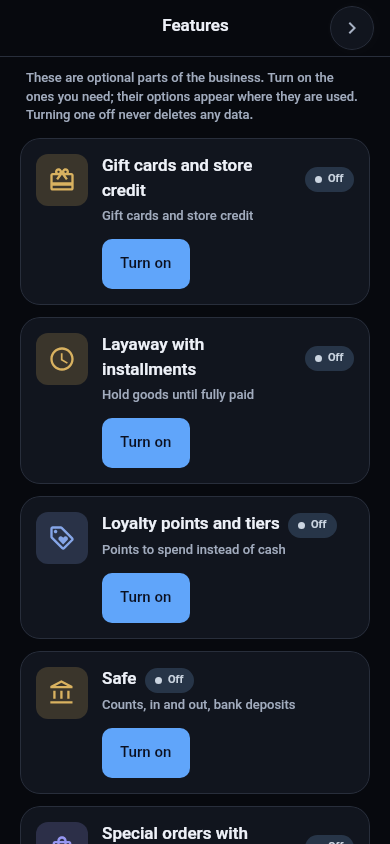 Features
These are optional parts of the business. Turn on the
ones you need; their options appear where they are used.
Turning one off never deletes any data.
Gift cards and store
credit
Off
Gift cards and store credit
Turn on
Layaway with
installments
Off
Hold goods until fully paid
Turn on
Loyalty points and tiers
Off
Points to spend instead of cash
Turn on
Safe
Off
Counts, in and out, bank deposits
Turn on
Special orders with
Off